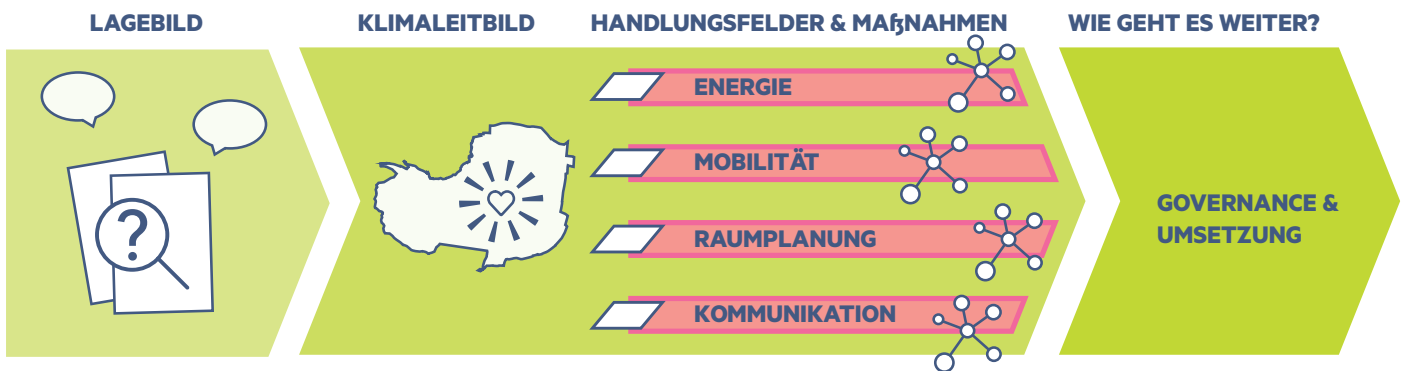 LAGEBILD
KLIMALEITBILD
HANDLUNGSFELDER & MAßNAHMEN
WIE GEHT ES WEITER?
ENERGIE
MOBILITÄT
RAUMPLANUNG
KOMMUNIKATION
?
GOVERNANCE &
UMSETZUNG